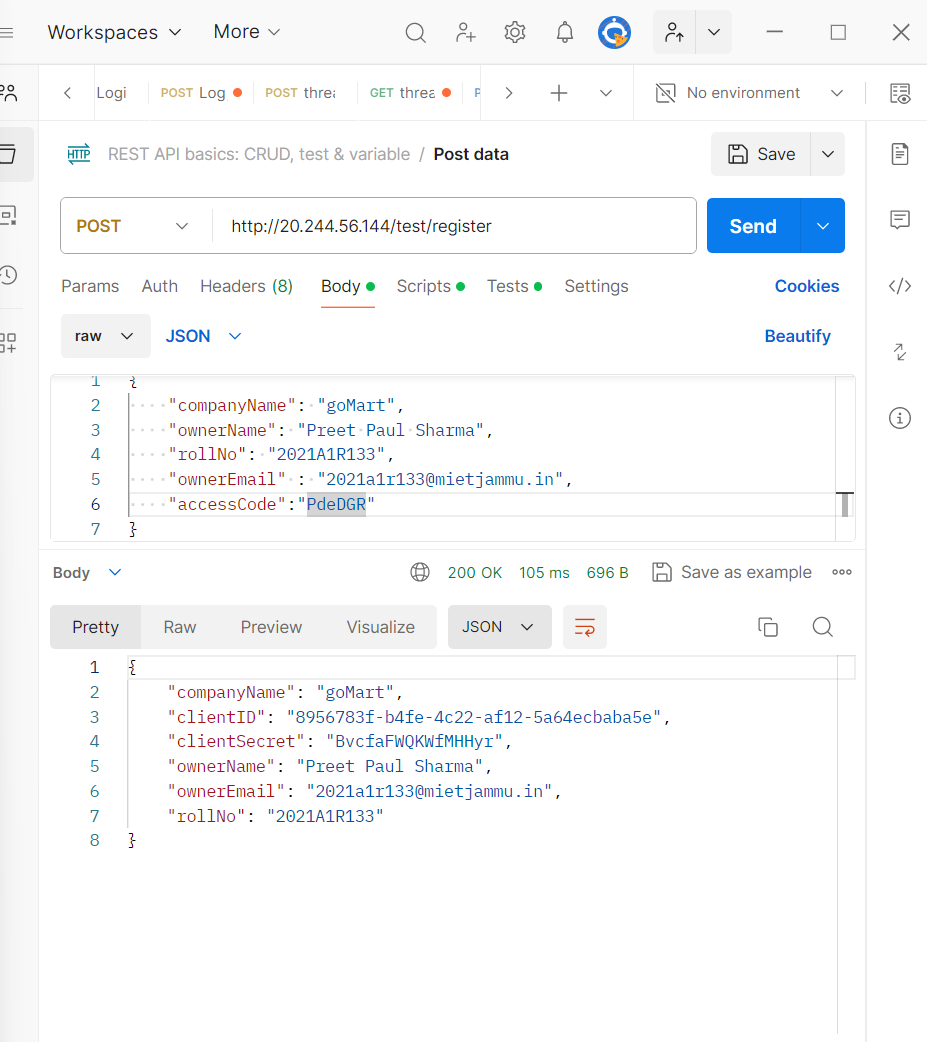 Workspaces More
Logi POST Log POST threa GET threa P No environment
HTTP REST API basics: CRUD, test & variable / Post data Save
POST http://20.244.56.144/test/register Send
Params Auth Headers (8) Body Scripts Tests Settings Cookies
raw JSON Beautify
1 {
2 "companyName": "goMart",
3 "ownerName": "Preet Paul Sharma",
4 "rollNo": "2021A1R133",
5 "ownerEmail" : "2021a1r133@mietjammu.in",
6 "accessCode":"PdeDGR"
7 }
Body 200 OK 105 ms 696 B Save as example
Pretty Raw Preview Visualize JSON
1 {
2 "companyName": "goMart",
3 "clientID": "8956783f-b4fe-4c22-af12-5a64ecbaba5e",
4 "clientSecret": "BvcfaFWQKWfMHHyr",
5 "ownerName": "Preet Paul Sharma",
6 "ownerEmail": "2021a1r133@mietjammu.in",
7 "rollNo": "2021A1R133"
8 }